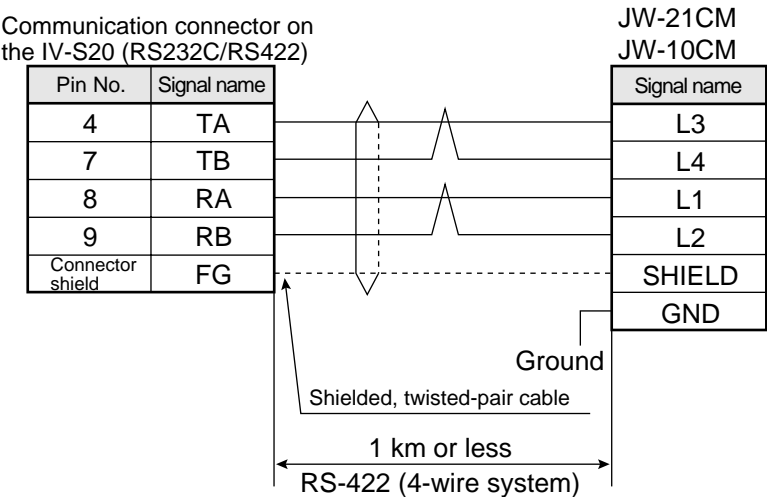 Communication connector on
the IV-S20 (RS232C/RS422)
JW-21CM
JW-10CM
Pin No. Signal name
Signal name
4 TA L3
7 TB L4
8 RA L1
9 RB L2
Connector
shield FG SHIELD
GND
Ground
Shielded, twisted-pair cable
1 km or less
RS-422 (4-wire system)